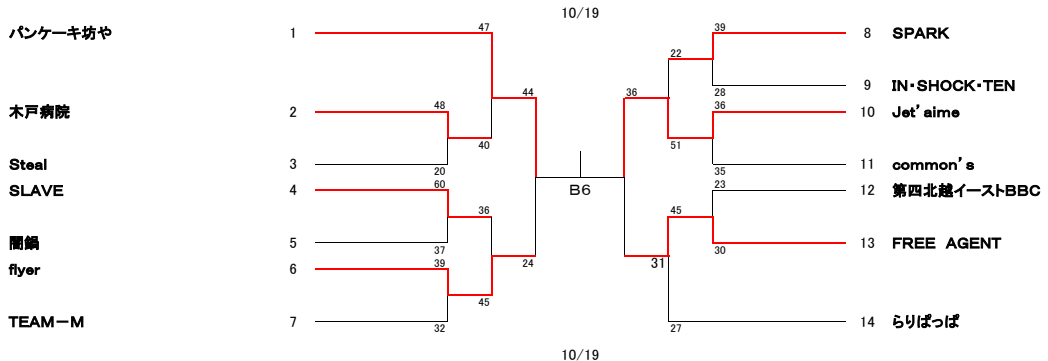 10/19
パンケーキ坊や 1 47
39 8 SPARK
22
9 IN・SHOCK・TEN
28
44
36
木戸病院 2 48
36 10 Jet'aime
40
51
Steal 3 20
35 11 common's
SLAVE 4 60
23 12 第四北越イーストBBC
B6
36
45
闇鍋 5 37
30 13 FREE AGENT
flyer 6 39
24
31
45
TEAM－M 7 32
27 14 らりぱっぱ
10/19